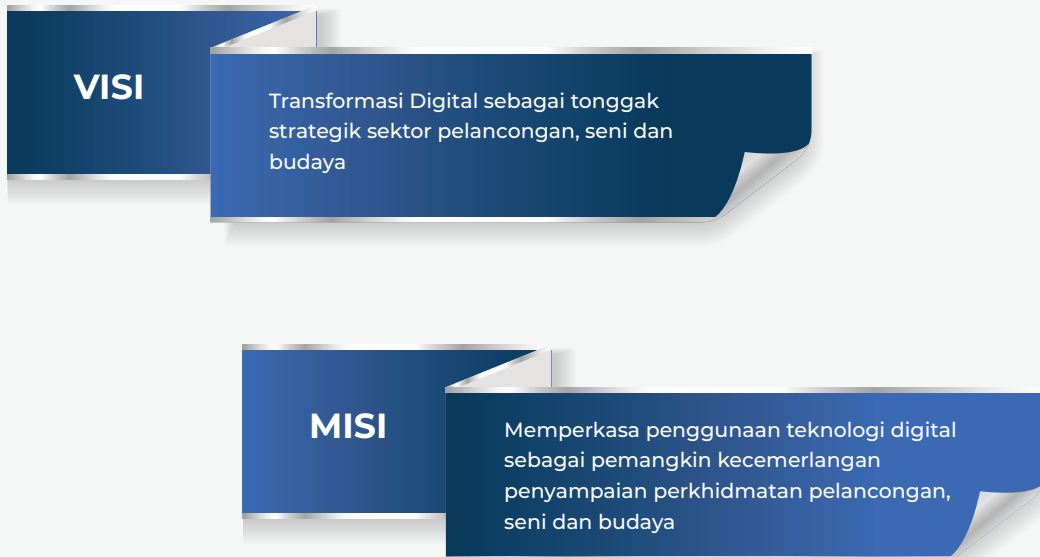 VISI
Transformasi Digital sebagai tonggak
strategik sektor pelancongan, seni dan
budaya
MISI
Memperkasa penggunaan teknologi digital
sebagai pemangkin kecemerlangan
penyampaian perkhidmatan pelancongan,
seni dan budaya